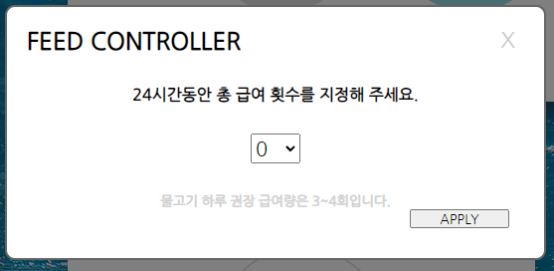 FEED CONTROLLER
X
24시간동안 총 급여 횟수를 지정해 주세요.
0
물고기 하루 권장 급여량은 3~4회입니다.
APPLY